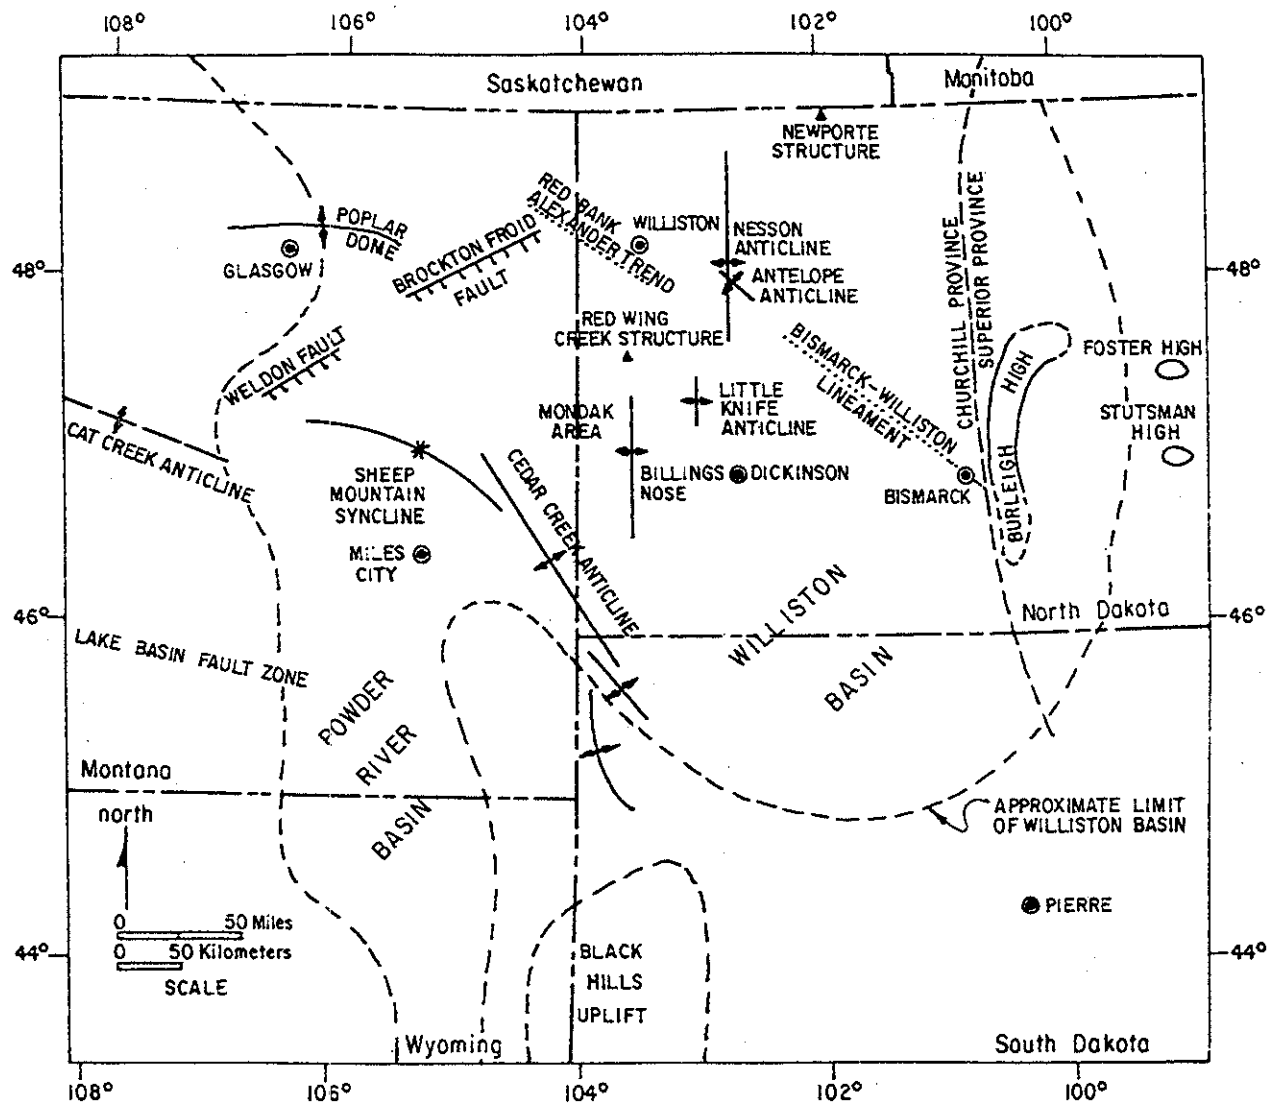 108° 106° 104° 102° 100°
Saskatchewan
Manitoba
NEWPORTE
STRUCTURE
RED BANK
ALEXANDER TREND
WILLISTON
POPLAR
DOME
GLASGOW
BROCKTON FROID
FAULT
NESSON
ANTICLINE
ANTELOPE
ANTICLINE
CHURCHILL PROVINCE
SUPERIOR PROVINCE
48° 48°
RED WING
CREEK STRUCTURE
BISMARCK-WILLISTON
LINEAMENT
WELDON FAULT
FOSTER HIGH
STUTSMAN
HIGH
BURLEIGH HIGH
MONDAK
AREA
LITTLE
KNIFE
ANTICLINE
CAT CREEK ANTICLINE
SHEEP
MOUNTAIN
SYNCLINE
CEDAR CREEK ANTICLINE
BILLINGS
NOSE
DICKINSON
BISMARCK
MILES
CITY
46° 46°
North Dakota
LAKE BASIN FAULT ZONE
WILLISTON
BASIN
POWDER
RIVER
BASIN
Montana
north
APPROXIMATE LIMIT
OF WILLISTON BASIN
0 50 Miles
0 50 Kilometers
SCALE
PIERRE
44° 44°
BLACK
HILLS
UPLIFT
Wyoming
South Dakota
108° 106° 104° 102° 100°